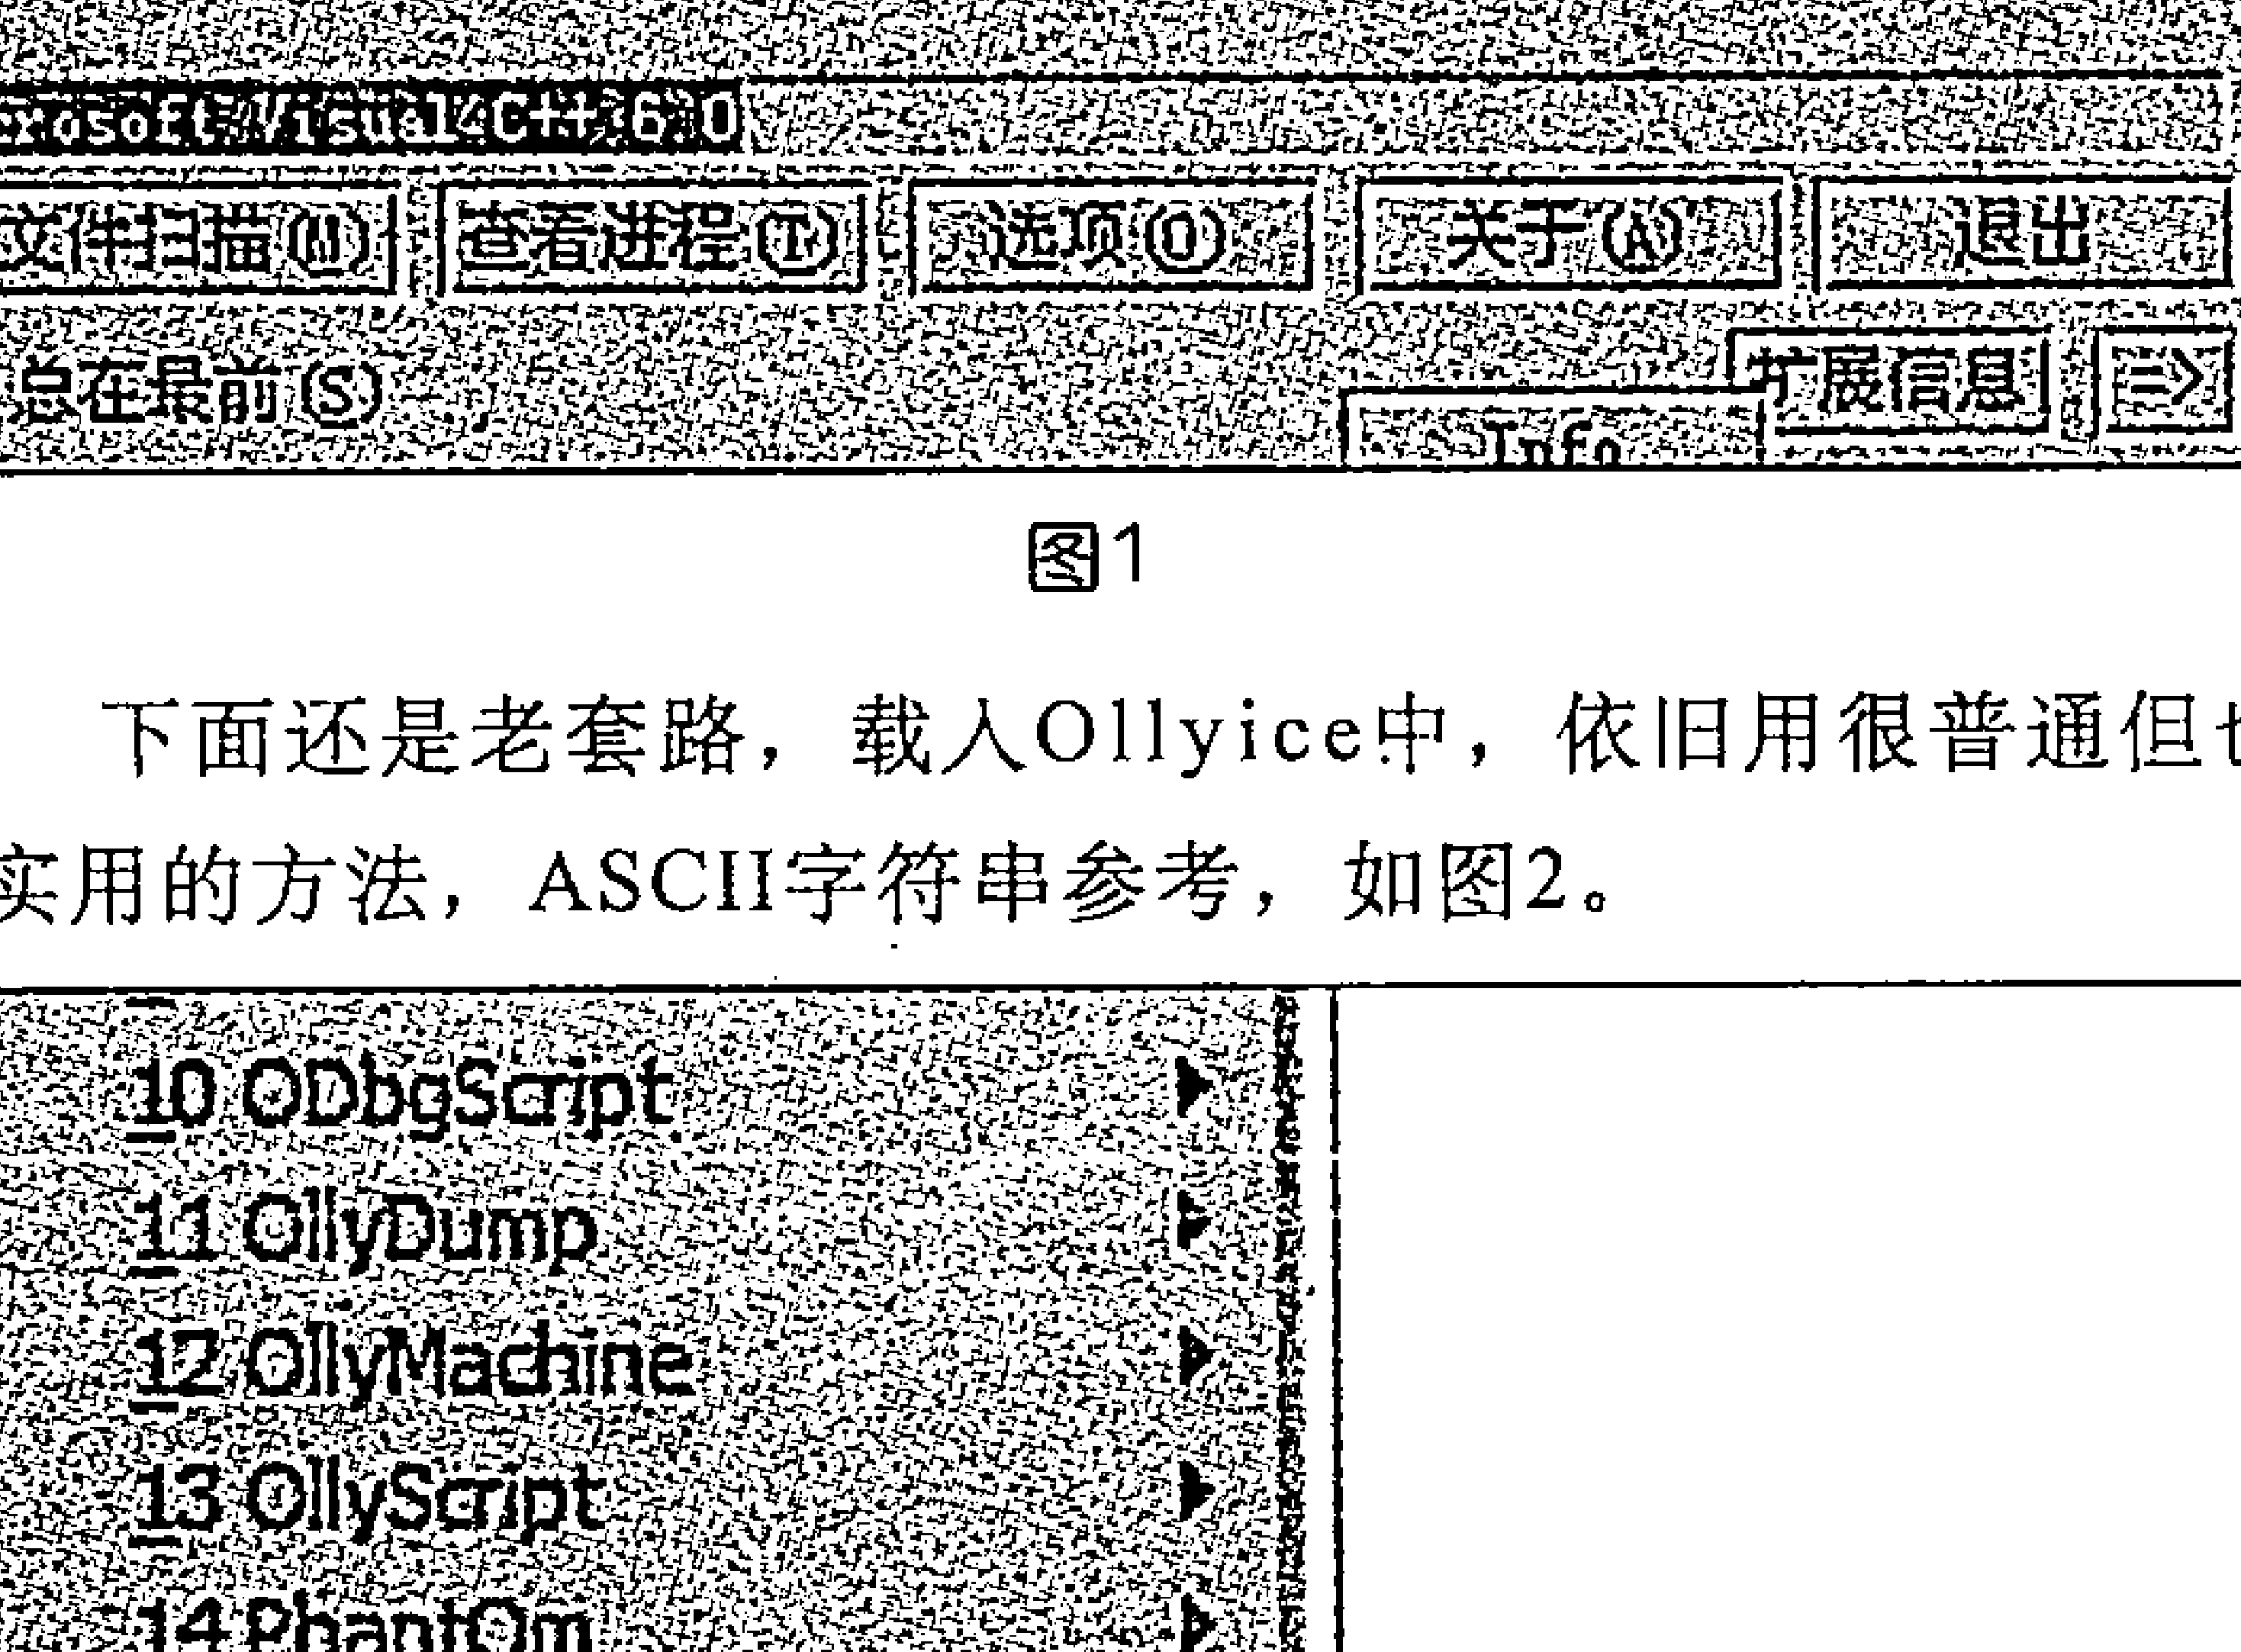 Visual C++ 6.0
文件扫描(M) 查看进程(T) 选项(O) 关于(A) 退出
总在最前(S) 扩展信息 =>
Info
图1
下面还是老套路，载入Ollyice中，依旧用很普通但也
实用的方法，ASCII字符串参考，如图2。
10 ODbgScript
11 OllyDump
12 OllyMachine
13 OllyScript
14 PhantOm